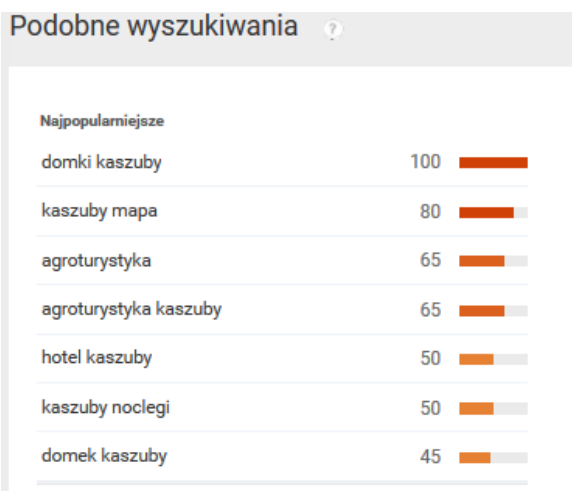 Podobne wyszukiwania ?
Najpopularniejsze
domki kaszuby 100
kaszuby mapa 80
agroturystyka 65
agroturystyka kaszuby 65
hotel kaszuby 50
kaszuby noclegi 50
domek kaszuby 45